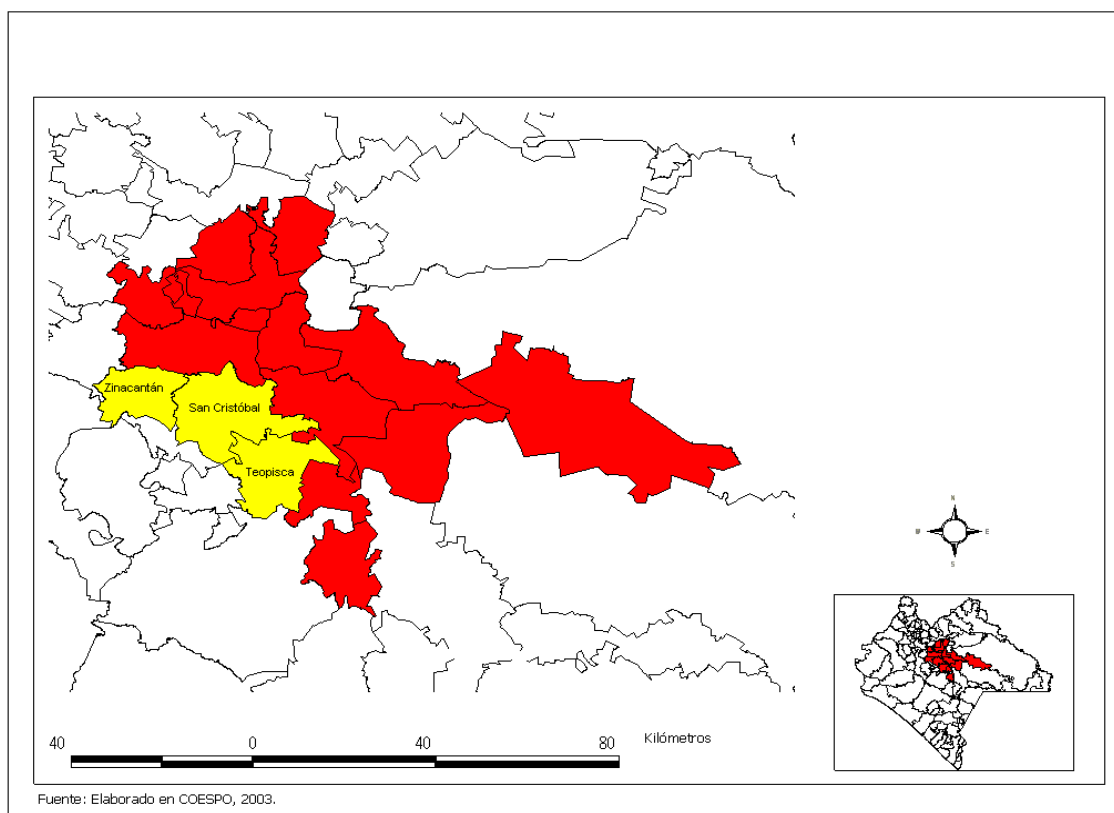 Zinacantán
San Cristóbal
Teopisca
N
W
E
S
40
0
40
80
Kilómetros
Fuente: Elaborado en COESPO, 2003.